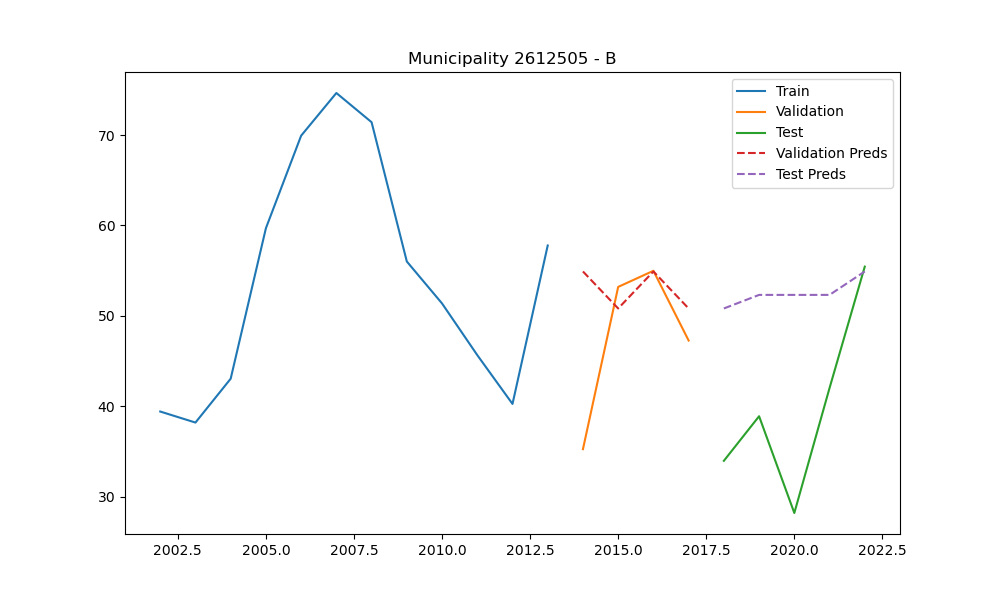 Municipality 2612505 - B
Train
Validation
Test
Validation Preds
Test Preds
70
60
50
40
30
2002.5 2005.0 2007.5 2010.0 2012.5 2015.0 2017.5 2020.0 2022.5